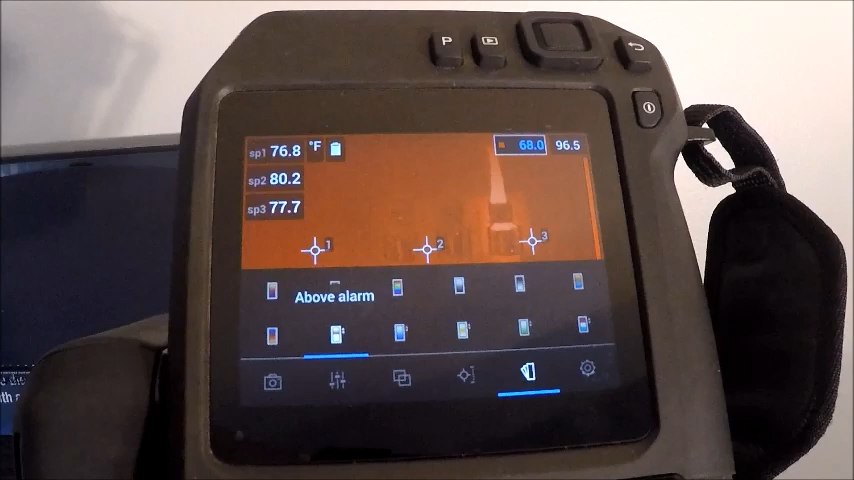 P
sp1 76.8 °F
68.0 96.5
sp2 80.2
sp3 77.7
1
2
3
Above alarm